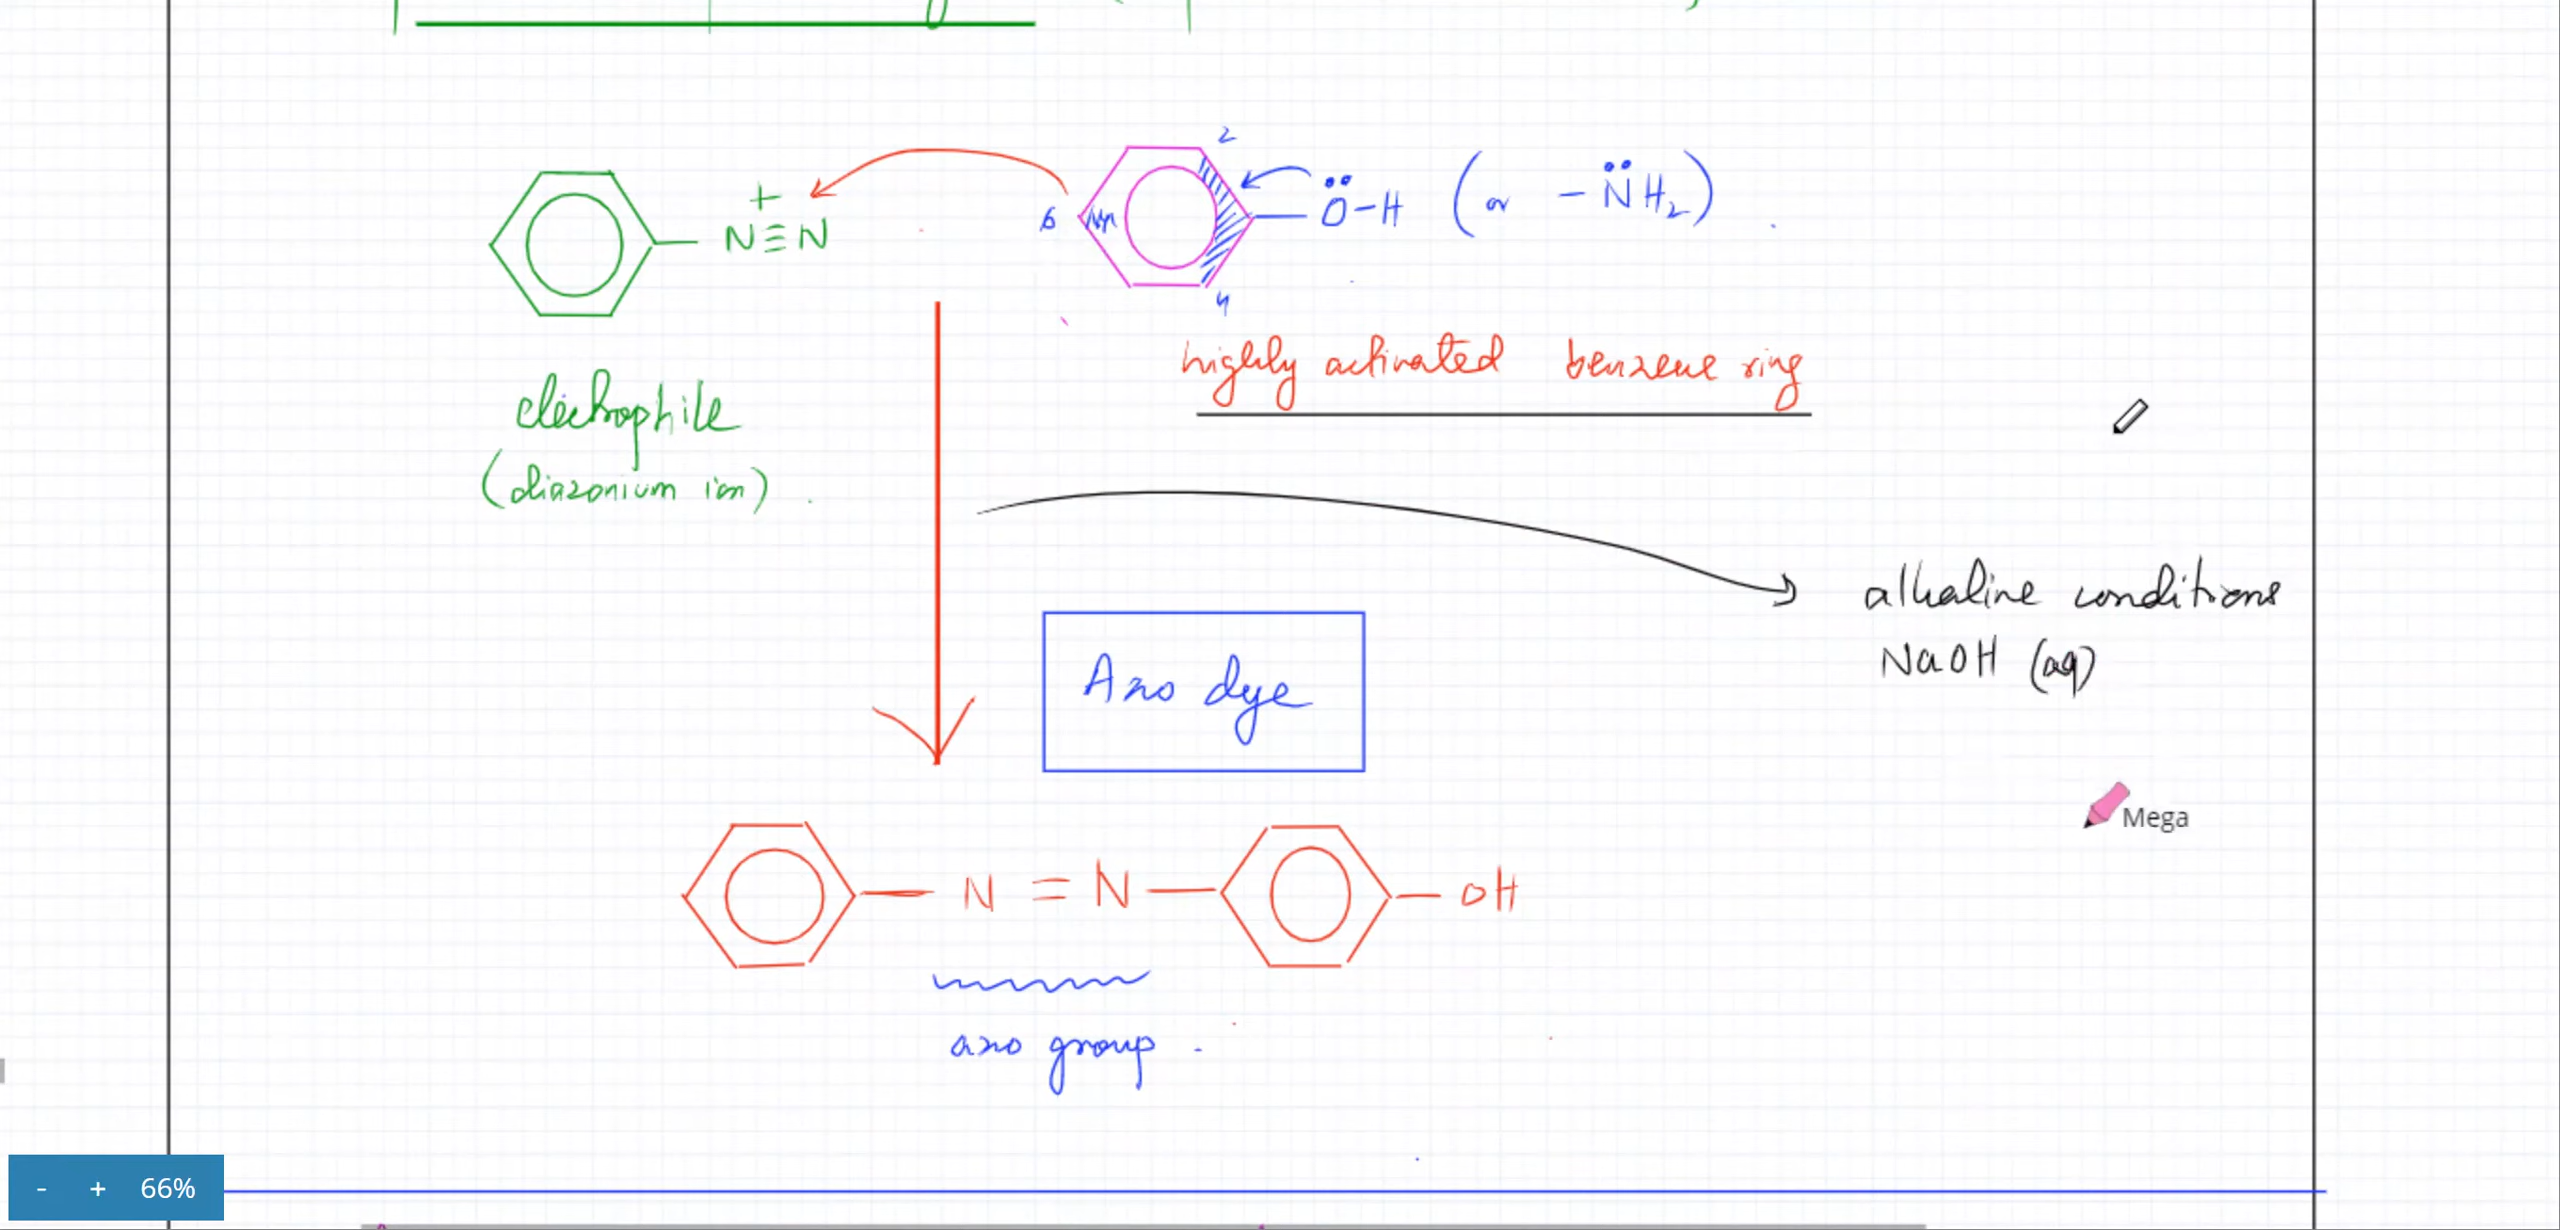 2
+
N≡N
6
Ö-H (or -N̈H₂)
4
highly activated benzene ring
electrophile
(diazonium ion)
alkaline conditions
NaOH (aq)
Azo dye
Mega
N = N
OH
azo group
- + 66%